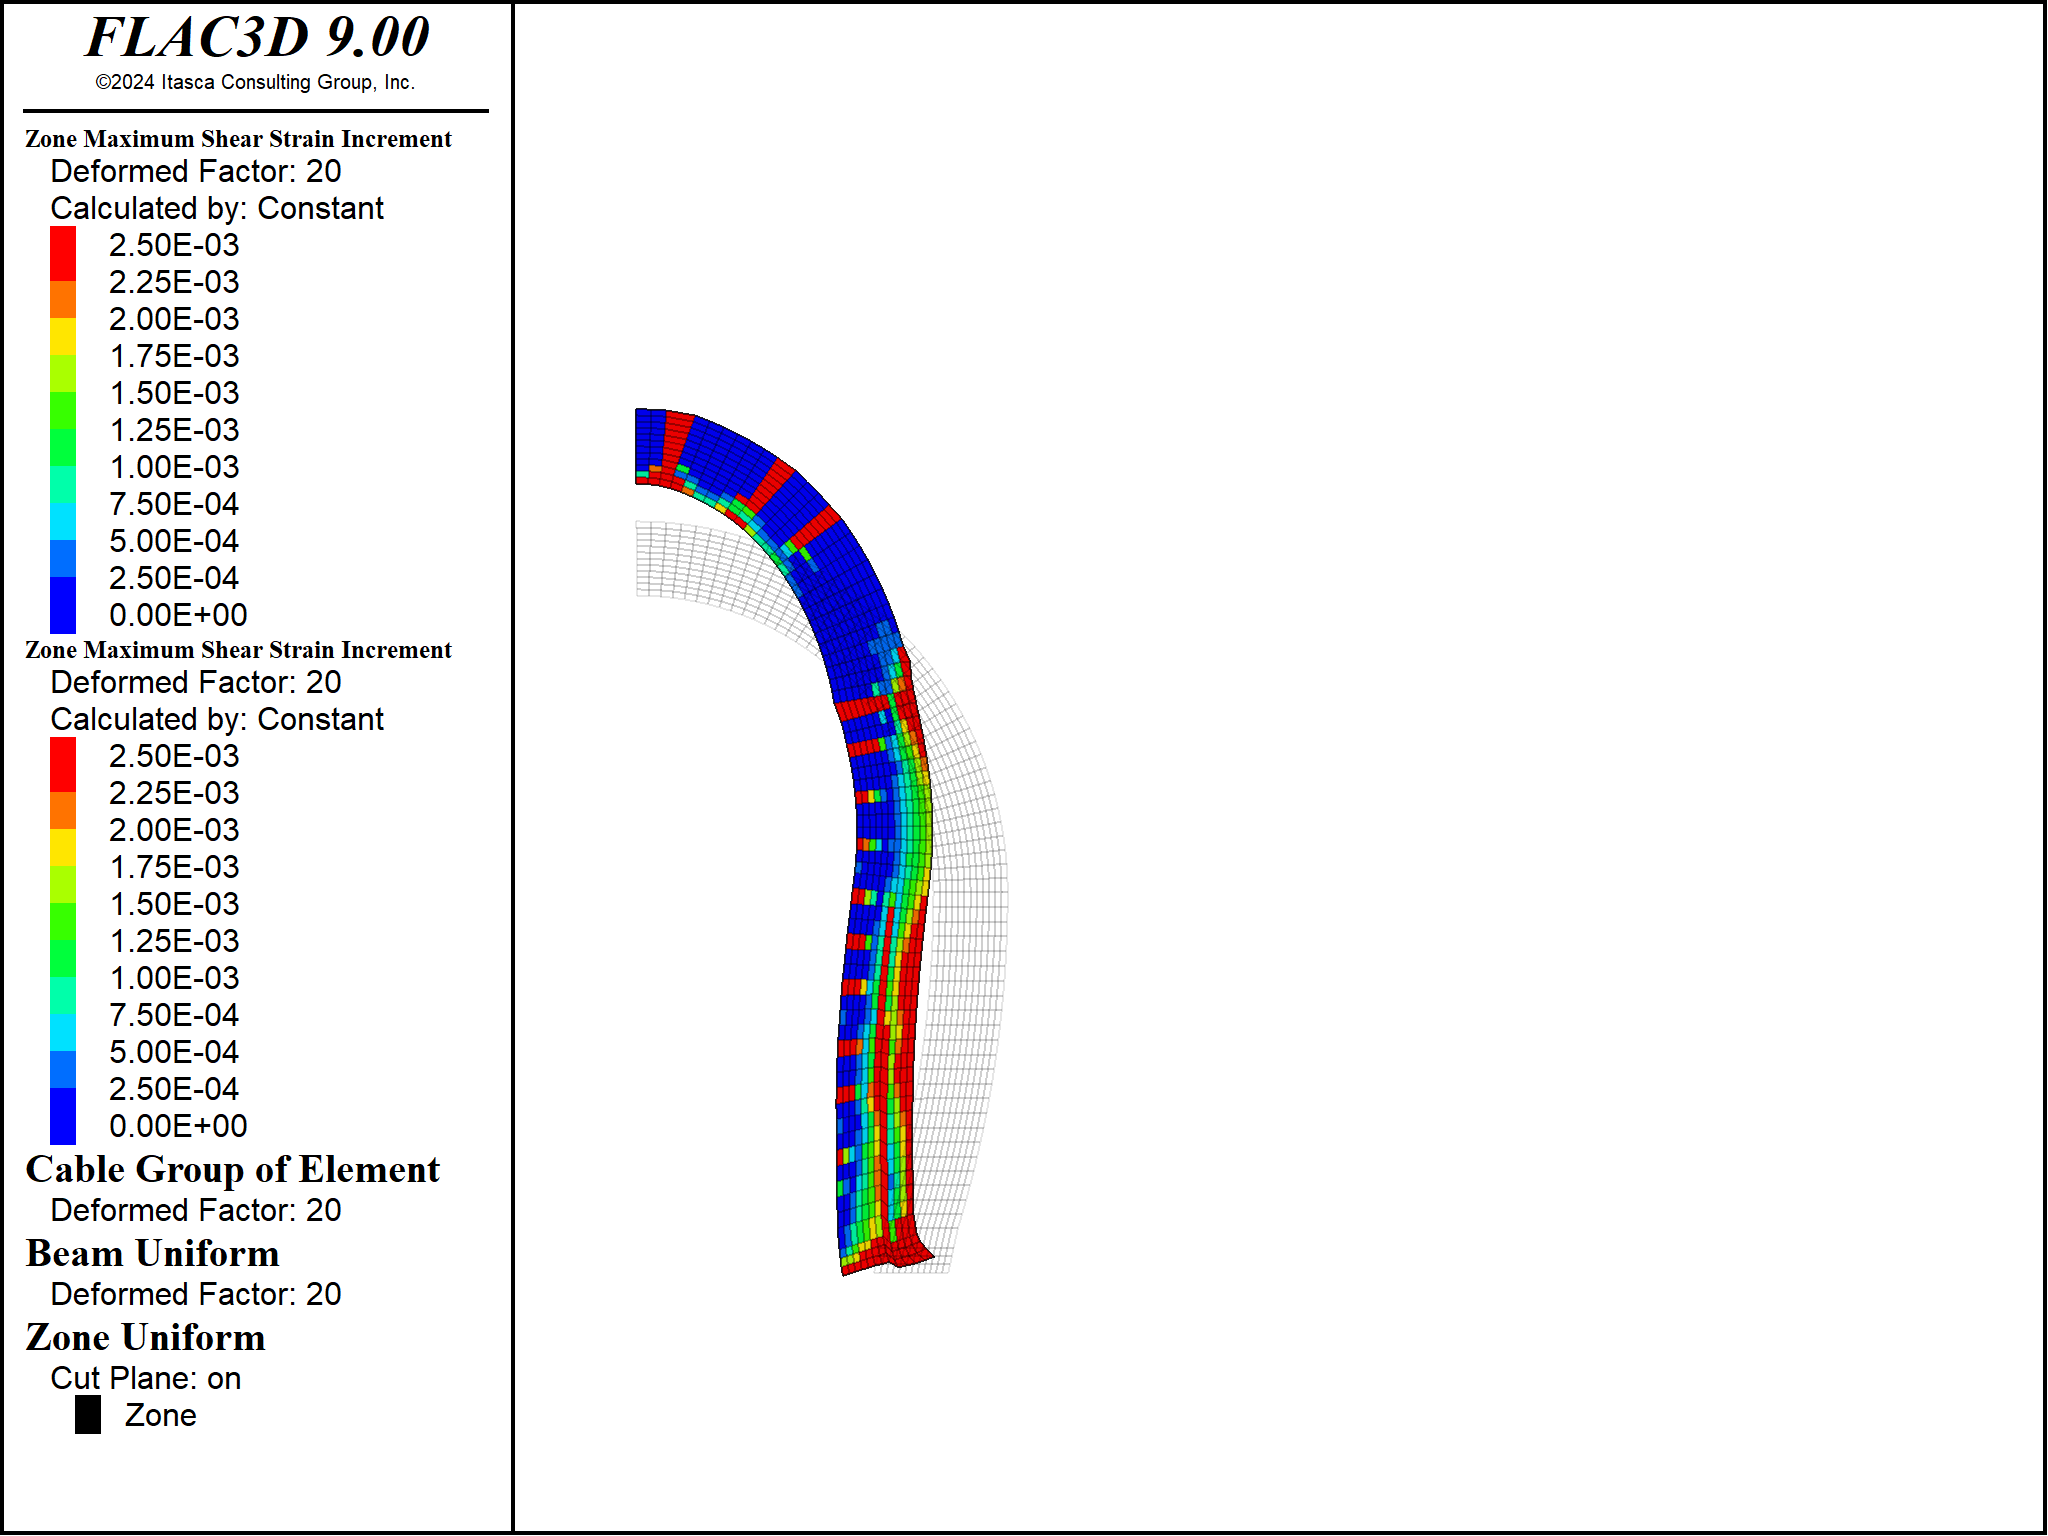 FLAC3D 9.00
©2024 Itasca Consulting Group, Inc.
Zone Maximum Shear Strain Increment
Deformed Factor: 20
Calculated by: Constant
2.50E-03
2.25E-03
2.00E-03
1.75E-03
1.50E-03
1.25E-03
1.00E-03
7.50E-04
5.00E-04
2.50E-04
0.00E+00
Zone Maximum Shear Strain Increment
Deformed Factor: 20
Calculated by: Constant
2.50E-03
2.25E-03
2.00E-03
1.75E-03
1.50E-03
1.25E-03
1.00E-03
7.50E-04
5.00E-04
2.50E-04
0.00E+00
Cable Group of Element
Deformed Factor: 20
Beam Uniform
Deformed Factor: 20
Zone Uniform
Cut Plane: on
Zone